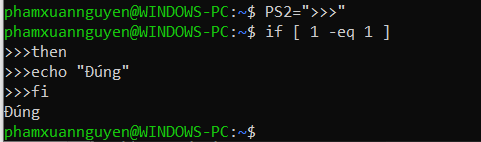 phamxuannguyen@WINDOWS-PC:~$ PS2=">>>"
phamxuannguyen@WINDOWS-PC:~$ if [ 1 -eq 1 ]
>>>then
>>>echo "Đúng"
>>>fi
Đúng
phamxuannguyen@WINDOWS-PC:~$